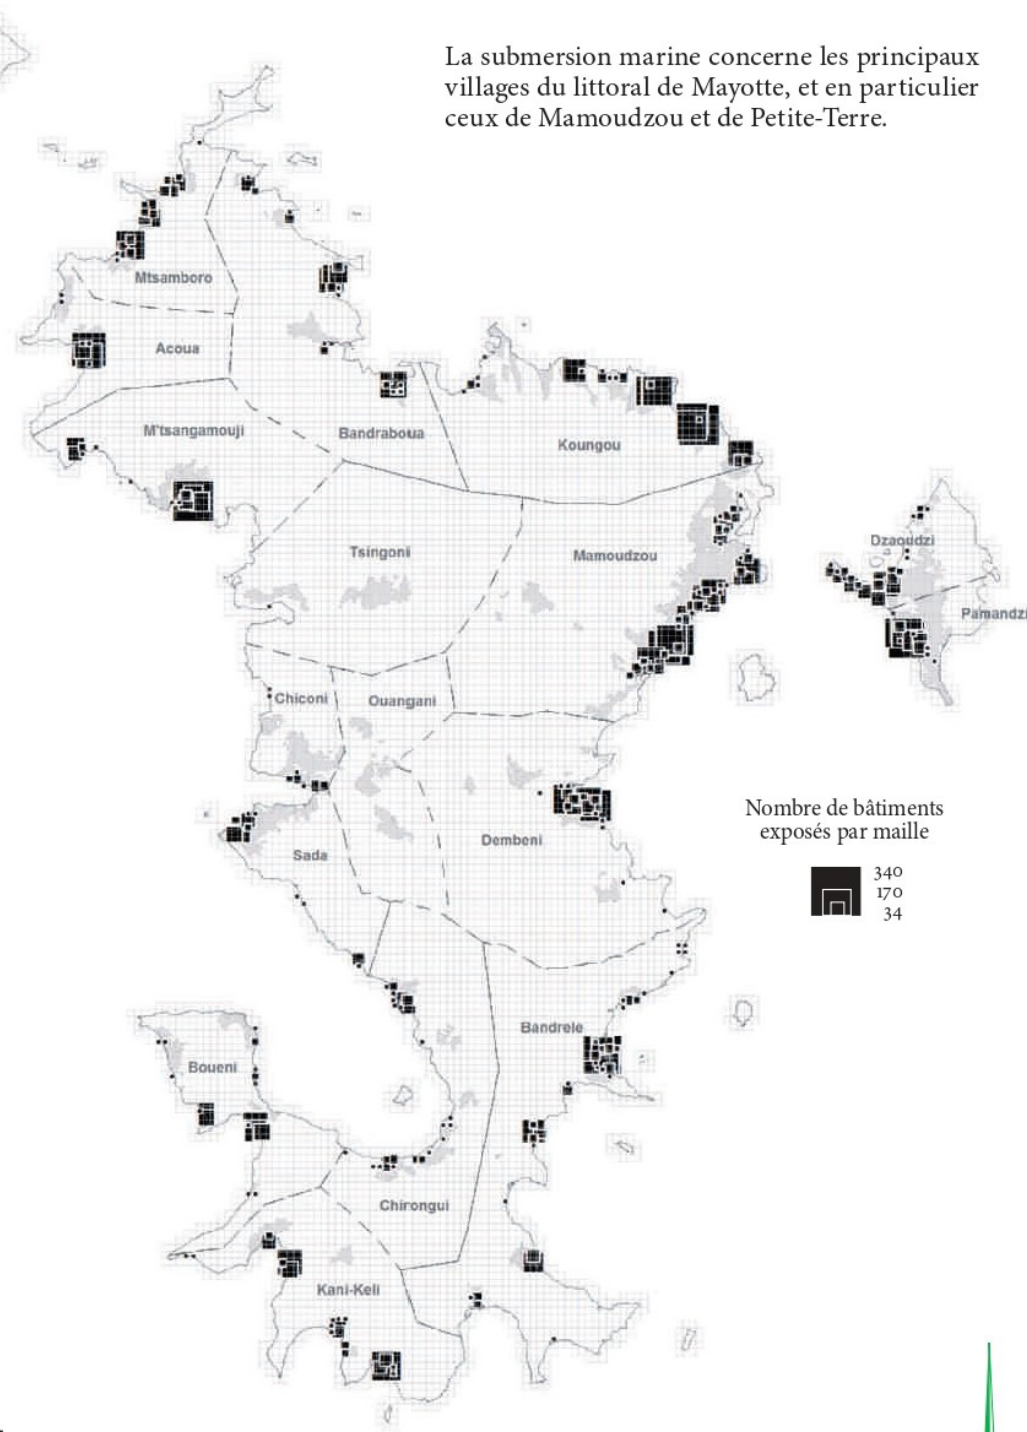 La submersion marine concerne les principaux
villages du littoral de Mayotte, et en particulier
ceux de Mamoudzou et de Petite-Terre.
Mtsamboro
Acoua
M'tsangamouji
Bandraboua
Koungou
Tsingoni
Mamoudzou
Dzaoudzi
Pamandzi
Chiconi
Ouangani
Dembeni
Sada
Nombre de bâtiments
exposés par maille
340
170
34
Bandrele
Boueni
Chirongui
Kani-Keli